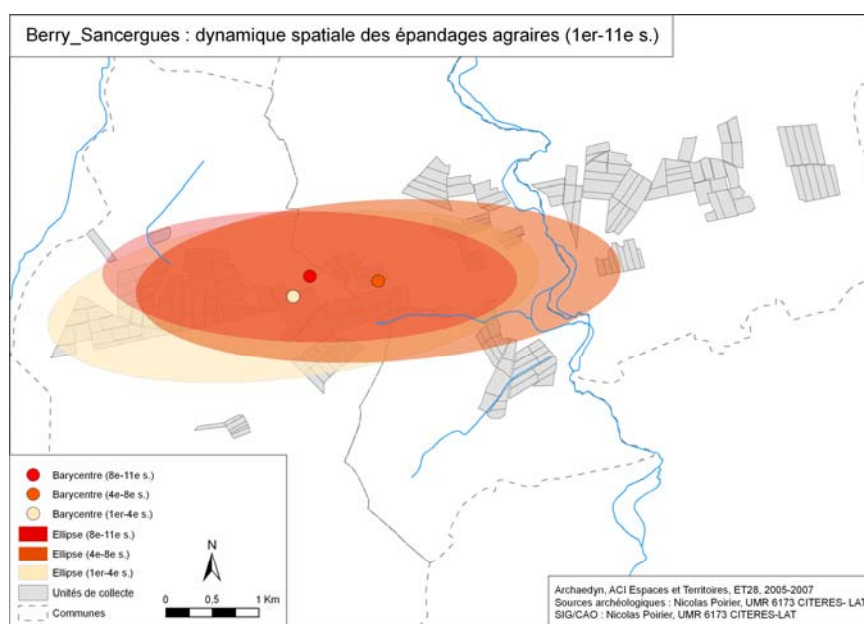 Berry_Sancergues : dynamique spatiale des épandages agraires (1er-11e s.)
Barycentre (8e-11e s.)
Barycentre (4e-8e s.)
Barycentre (1er-4e s.)
Ellipse (8e-11e s.)
Ellipse (4e-8e s.)
Ellipse (1er-4e s.)
Unités de collecte
Communes
N
0 0,5 1 Km
Archaedyn, ACI Espaces et Territoires, ET28, 2005-2007
Sources archéologiques : Nicolas Poirier, UMR 6173 CITERES- LAT
SIG/CAO : Nicolas Poirier, UMR 6173 CITERES-LAT